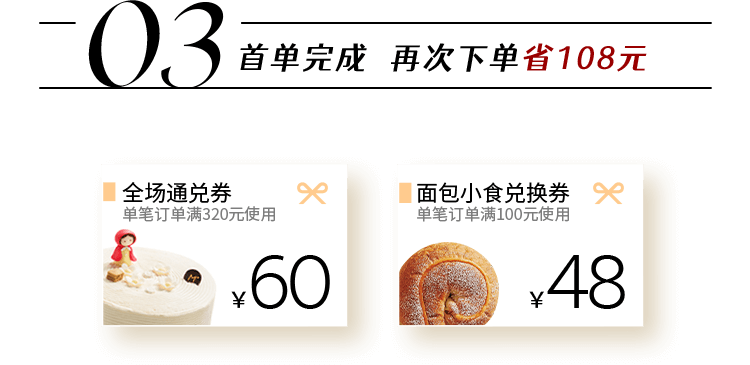 03 首单完成 再次下单省108元
全场通兑券
单笔订单满320元使用
¥60
面包小食兑换券
单笔订单满100元使用
¥48